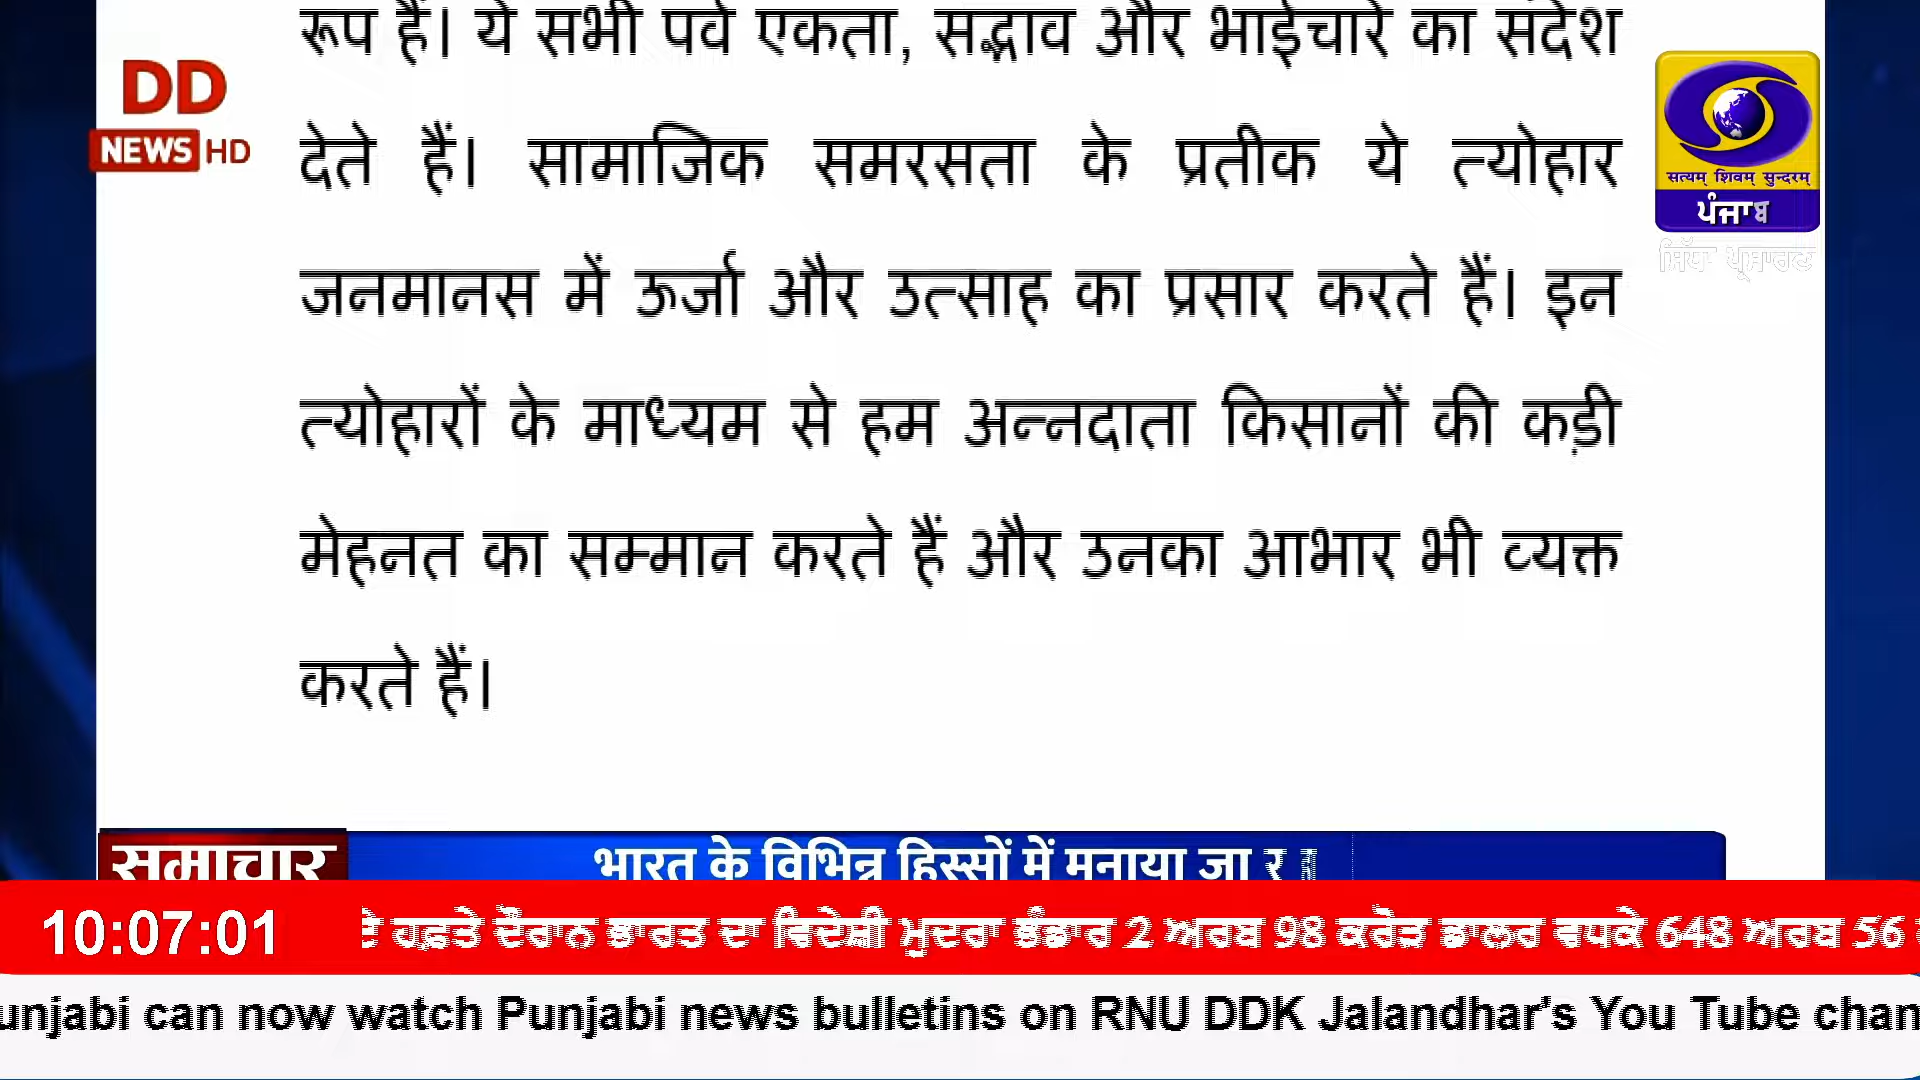 रूप हैं। ये सभी पर्व एकता, सद्भाव और भाईचारे का संदेश
DD
NEWS HD
देते हैं। सामाजिक समरसता के प्रतीक ये त्योहार
सत्यम् शिवम् सुन्दरम्
ਪੰਜਾਬ
ਸਿੱਧਾ ਪ੍ਰਸਾਰਣ
जनमानस में ऊर्जा और उत्साह का प्रसार करते हैं। इन
त्योहारों के माध्यम से हम अन्नदाता किसानों की कड़ी
मेहनत का सम्मान करते हैं और उनका आभार भी व्यक्त
करते हैं।
समाचार
भारत के विभिन्न हिस्सों में मनाया जा
10:07:01
ਹਫ਼ਤੇ ਦੌਰਾਨ ਭਾਰਤ ਦਾ ਵਿਦੇਸ਼ੀ ਮੁਦਰਾ ਭੰਡਾਰ 2 ਅਰਬ 98 ਕਰੋੜ ਡਾਲਰ ਵਧਕੇ 648 ਅਰਬ 56
unjabi can now watch Punjabi news bulletins on RNU DDK Jalandhar's You Tube chan